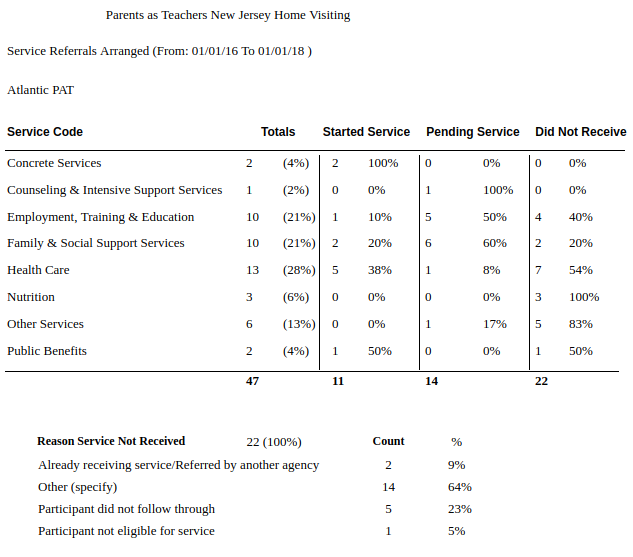 Parents as Teachers New Jersey Home Visiting
Service Referrals Arranged (From: 01/01/16 To 01/01/18 )
Atlantic PAT
Service Code Totals Started Service Pending Service Did Not Receive
Concrete Services 2 (4%) 2 100% 0 0% 0 0%
Counseling & Intensive Support Services 1 (2%) 0 0% 1 100% 0 0%
Employment, Training & Education 10 (21%) 1 10% 5 50% 4 40%
Family & Social Support Services 10 (21%) 2 20% 6 60% 2 20%
Health Care 13 (28%) 5 38% 1 8% 7 54%
Nutrition 3 (6%) 0 0% 0 0% 3 100%
Other Services 6 (13%) 0 0% 1 17% 5 83%
Public Benefits 2 (4%) 1 50% 0 0% 1 50%
47 11 14 22
Reason Service Not Received 22 (100%) Count %
Already receiving service/Referred by another agency 2 9%
Other (specify) 14 64%
Participant did not follow through 5 23%
Participant not eligible for service 1 5%